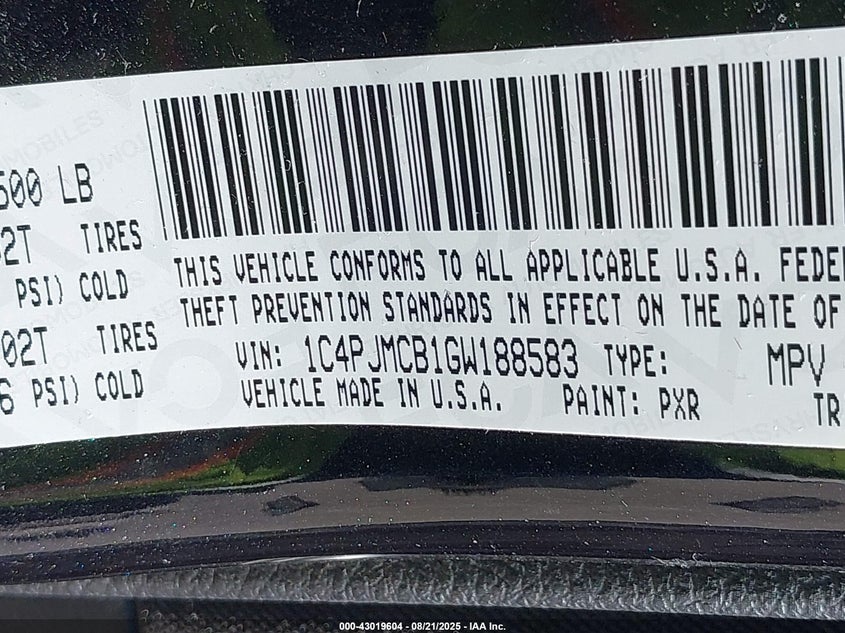 500 LB
02T TIRES
PSI) COLD
02T TIRES
6 PSI) COLD
THIS VEHICLE CONFORMS TO ALL APPLICABLE U.S.A. FEDE
THEFT PREVENTION STANDARDS IN EFFECT ON THE DATE OF
VIN: 1C4PJMCB1GW188583 TYPE: MPV
VEHICLE MADE IN U.S.A. PAINT: PXR TR
000-43019604 - 08/21/2025 - IAA Inc.